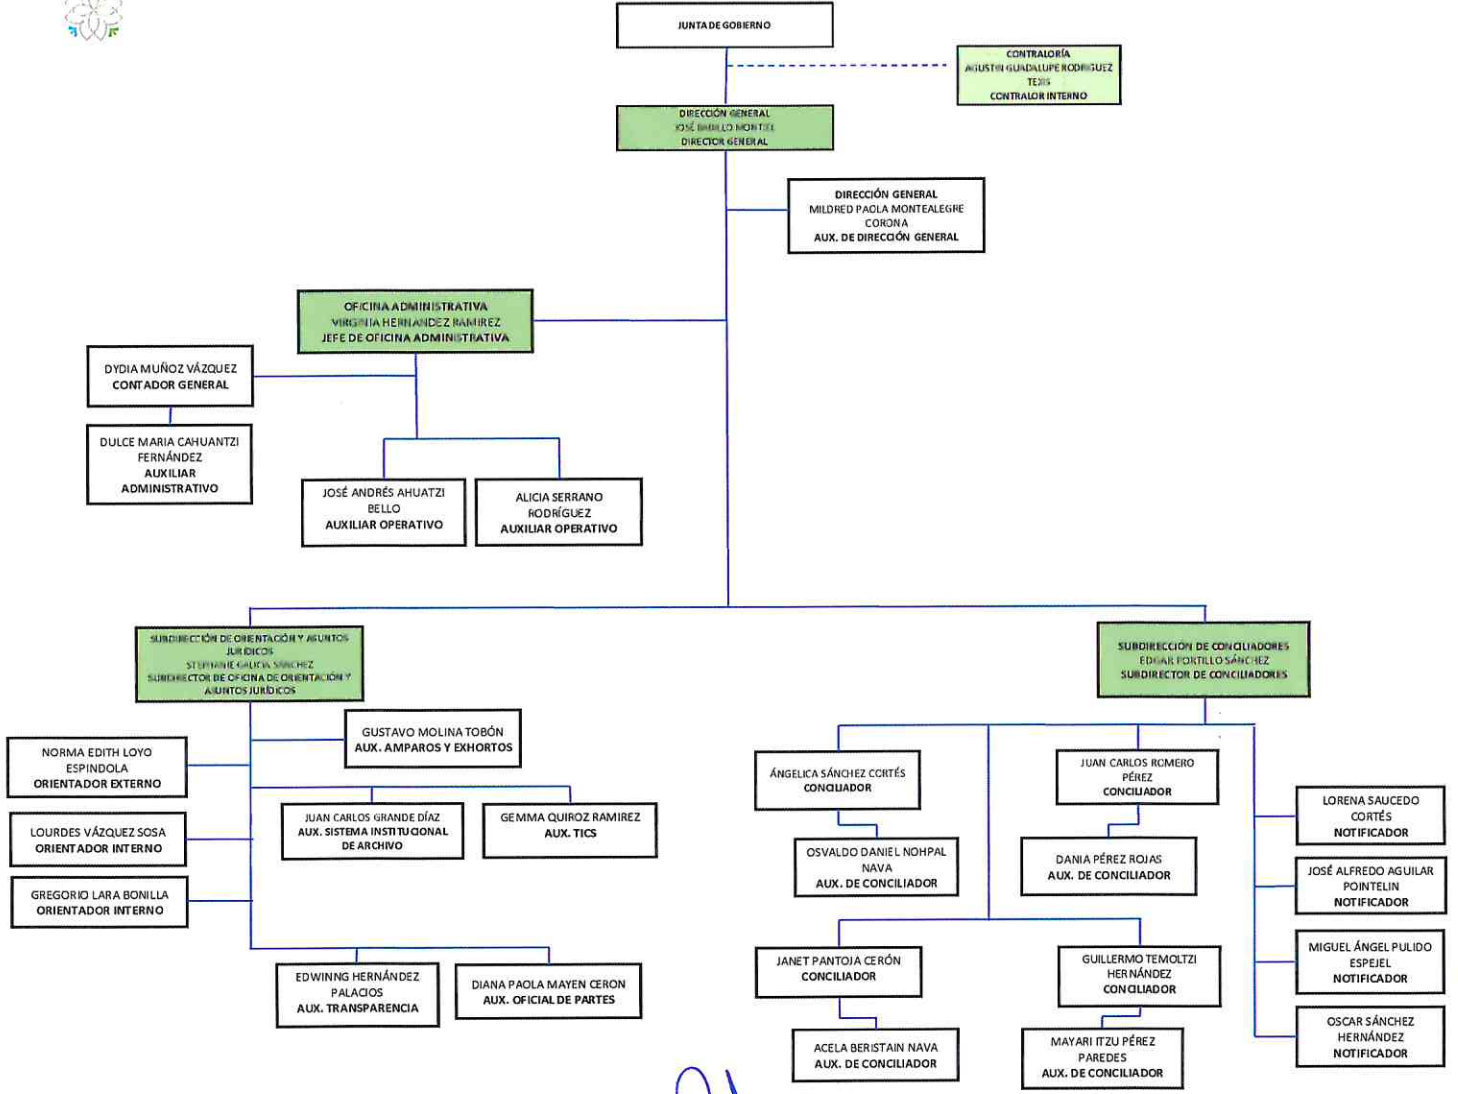 JUNTA DE GOBIERNO
CONTRALORÍA
AGUSTIN GUADALUPE RODRIGUEZ
TEXIS
CONTRALOR INTERNO
DIRECCIÓN GENERAL
JOSÉ MONTIEL
DIRECTOR GENERAL
DIRECCIÓN GENERAL
MILDRED PAOLA MONTEALEGRE
CORONA
AUX. DE DIRECCIÓN GENERAL
OFICINA ADMINISTRATIVA
VIRGINIA HERNANDEZ RAMIREZ
JEFE DE OFICINA ADMINISTRATIVA
DYDIA MUÑOZ VÁZQUEZ
CONTADOR GENERAL
DULCE MARIA CAHUANTZI
FERNÁNDEZ
AUXILIAR
ADMINISTRATIVO
JOSÉ ANDRÉS AHUATZI
BELLO
AUXILIAR OPERATIVO
ALICIA SERRANO
RODRÍGUEZ
AUXILIAR OPERATIVO
SUBDIRECCIÓN DE ORIENTACIÓN Y ASUNTOS
JURIDICOS
STEPHANIE GALICIA SÁNCHEZ
SUBDIRECTOR DE OFICINA DE ORIENTACIÓN Y
ASUNTOS JURÍDICOS
GUSTAVO MOLINA TOBÓN
AUX. AMPAROS Y EXHORTOS
NORMA EDITH LOYO
ESPINDOLA
ORIENTADOR EXTERNO
JUAN CARLOS GRANDE DÍAZ
AUX. SISTEMA INSTITUCIONAL
DE ARCHIVO
GEMMA QUIROZ RAMIREZ
AUX. TICS
LOURDES VÁZQUEZ SOSA
ORIENTADOR INTERNO
GREGORIO LARA BONILLA
ORIENTADOR INTERNO
EDWINNG HERNÁNDEZ
PALACIOS
AUX. TRANSPARENCIA
DIANA PAOLA MAYEN CERON
AUX. OFICIAL DE PARTES
SUBDIRECCIÓN DE CONCILIADORES
EDGAR PORTILLO SÁNCHEZ
SUBDIRECTOR DE CONCILIADORES
ÁNGELICA SÁNCHEZ CORTÉS
CONCILIADOR
JUAN CARLOS ROMERO
PÉREZ
CONCILIADOR
OSVALDO DANIEL NOHPAL
NAVA
AUX. DE CONCILIADOR
DANIA PÉREZ ROJAS
AUX. DE CONCILIADOR
JANET PANTOJA CERÓN
CONCILIADOR
GUILLERMO TEMOLTZI
HERNÁNDEZ
CONCILIADOR
ACELA BERISTAIN NAVA
AUX. DE CONCILIADOR
MAYARI ITZU PÉREZ
PAREDES
AUX. DE CONCILIADOR
LORENA SAUCEDO
CORTÉS
NOTIFICADOR
JOSÉ ALFREDO AGUILAR
POINTELIN
NOTIFICADOR
MIGUEL ÁNGEL PULIDO
ESPEJEL
NOTIFICADOR
OSCAR SÁNCHEZ
HERNÁNDEZ
NOTIFICADOR